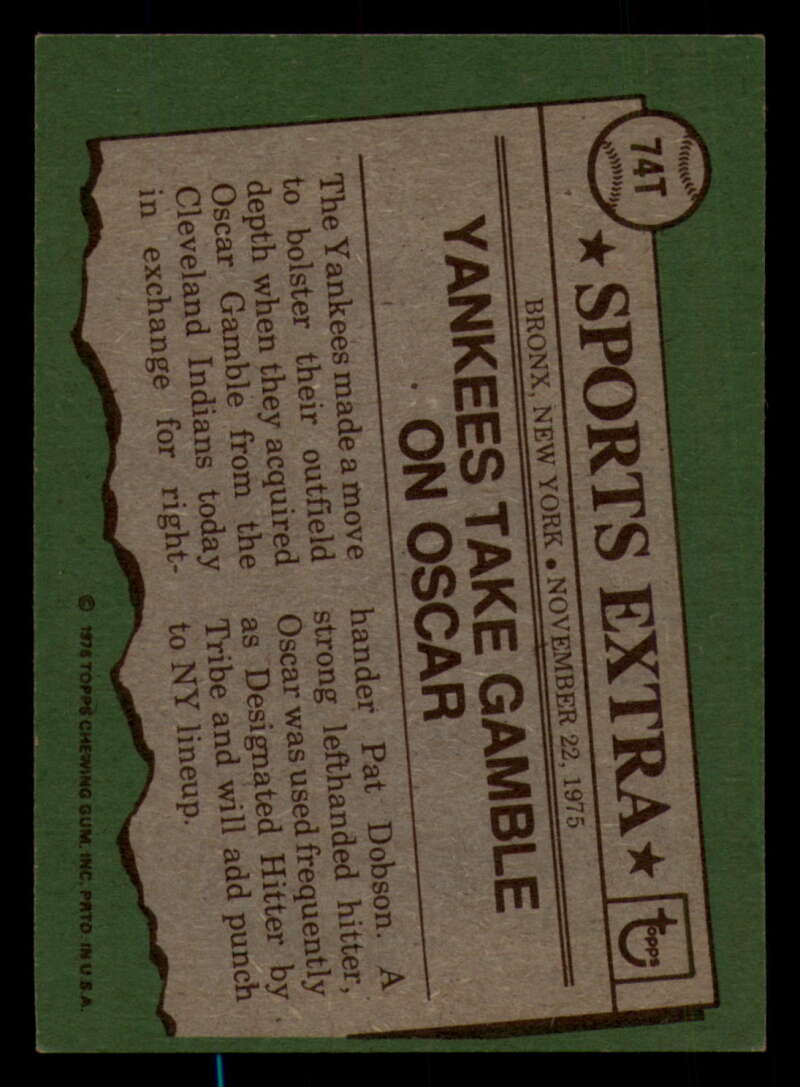 74T
★ SPORTS EXTRA ★
topps
BRONX, NEW YORK • NOVEMBER 22, 1975
YANKEES TAKE GAMBLE
ON OSCAR
The Yankees made a move
to bolster their outfield
depth when they acquired
Oscar Gamble from the
Cleveland Indians today
in exchange for right-
hander Pat Dobson. A
strong lefthanded hitter,
Oscar was used frequently
as Designated Hitter by
Tribe and will add punch
to NY lineup.
© 1976 TOPPS CHEWING GUM, INC. PRTD. IN U.S.A.